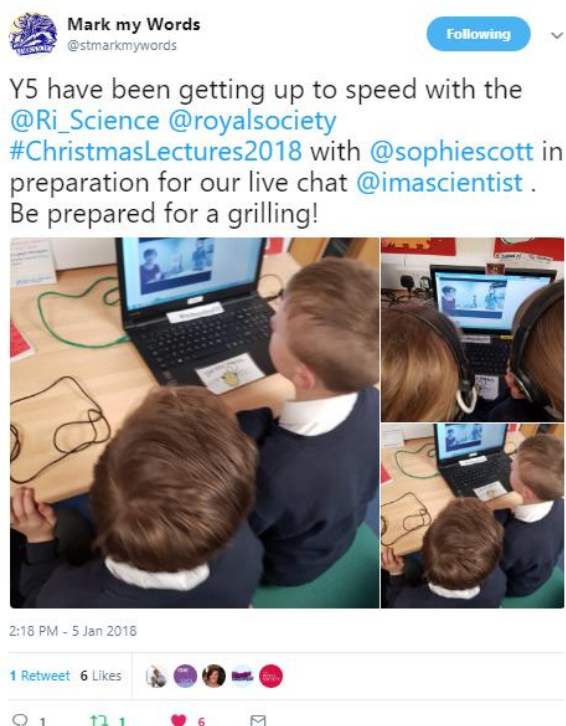 Mark my Words
@stmarkmywords
Following
Y5 have been getting up to speed with the
@Ri_Science @royalsociety
#ChristmasLectures2018 with @sophiescott in
preparation for our live chat @imascientist .
Be prepared for a grilling!
2:18 PM - 5 Jan 2018
1 Retweet 6 Likes
1 1 6